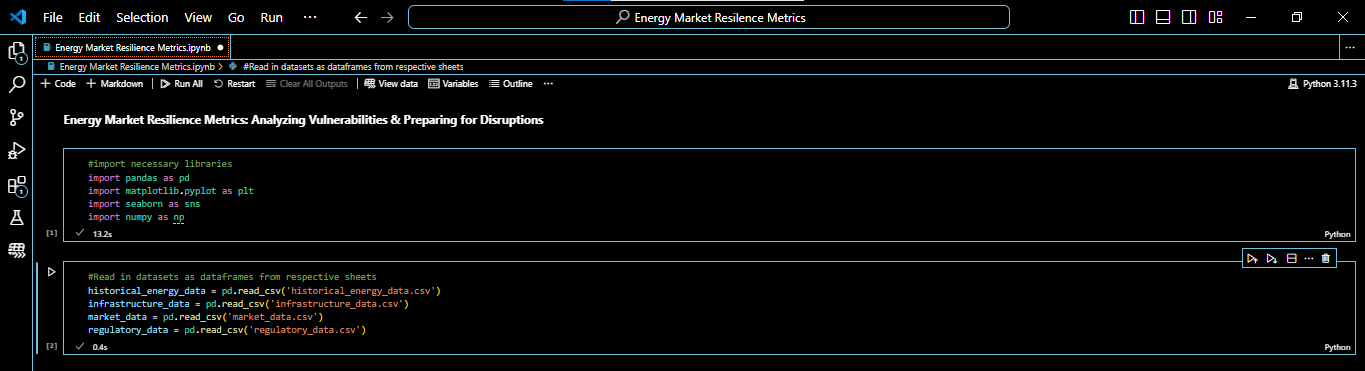 File Edit Selection View Go Run ··· Energy Market Resilence Metrics
Energy Market Resilience Metrics.ipynb
Energy Market Resilience Metrics.ipynb > #Read in datasets as dataframes from respective sheets
+ Code + Markdown Run All Restart Clear All Outputs View data Variables Outline ··· Python 3.11.3
Energy Market Resilience Metrics: Analyzing Vulnerabilities & Preparing for Disruptions
#import necessary libraries
import pandas as pd
import matplotlib.pyplot as plt
import seaborn as sns
import numpy as np
[1] ✓ 13.2s Python
#Read in datasets as dataframes from respective sheets
historical_energy_data = pd.read_csv('historical_energy_data.csv')
infrastructure_data = pd.read_csv('infrastructure_data.csv')
market_data = pd.read_csv('market_data.csv')
regulatory_data = pd.read_csv('regulatory_data.csv')
[2] ✓ 0.4s Python
1
1